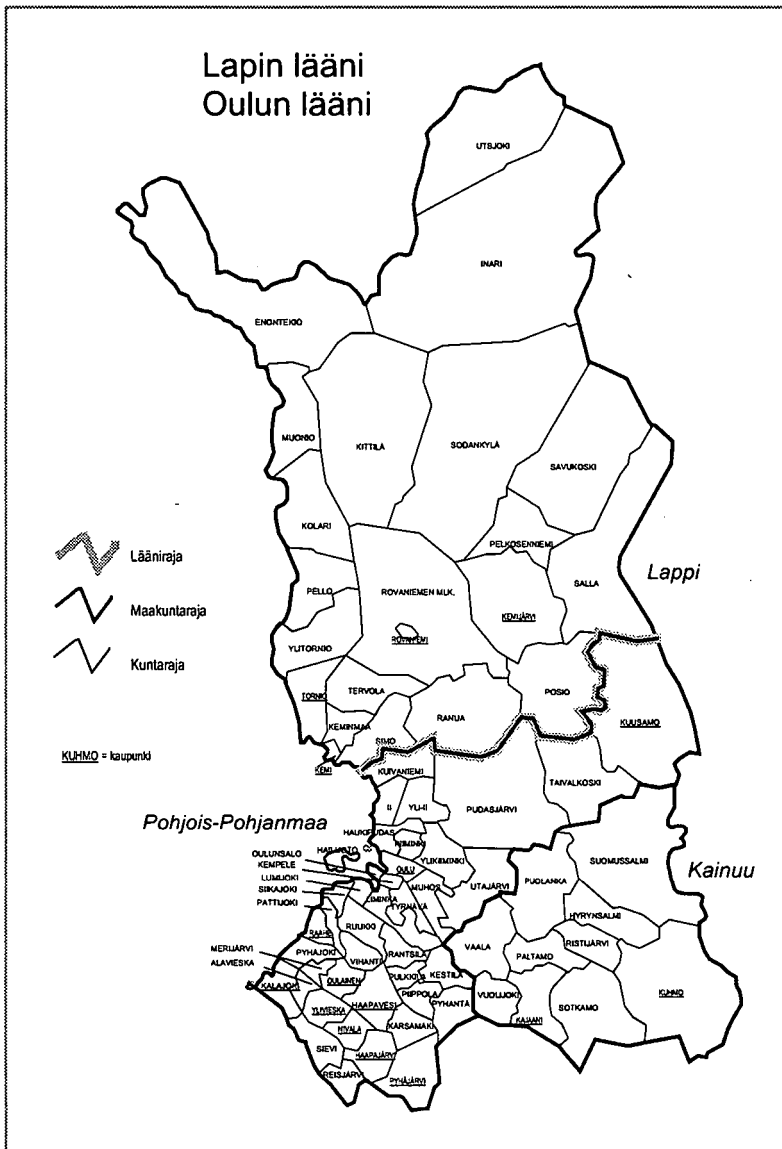 Lapin lääni
Oulun lääni
UTSJOKI
INARI
ENONTEKIÖ
MUONIO
KITTILÄ
SODANKYLÄ
SAVUKOSKI
KOLARI
PELKOSENNIEMI
Lääniraja
Lappi
SALLA
PELLO
ROVANIEMEN MLK.
KEMIJÄRVI
Maakuntaraja
ROVANIEMI
YLITORNIO
Kuntaraja
TORNIO
TERVOLA
POSIO
RANUA
KUUSAMO
KEMINMAA
SIMO
KUHMO = kaupunki
KEMI
KUIVANIEMI
TAIVALKOSKI
II
YLI-II
PUDASJÄRVI
Pohjois-Pohjanmaa
HAUKIPUDAS
KIIMINKI
HAILUOTO
YLIKIIMINKI
SUOMUSSALMI
Kainuu
OULUNSALO
KEMPELE
OULU
LUMIJOKI
MUHOS
UTAJÄRVI
PUOLANKA
SIIKAJOKI
LIMINKA
TYRNÄVÄ
PATTIJOKI
HYRYNSALMI
RUUKKI
RAAHE
VAALA
RISTIJÄRVI
MERIJÄRVI
PYHÄJOKI
VIHANTI
RANTSILA
PALTAMO
ALAVIESKA
PULKKILA
KESTILÄ
KALAJOKI
OULAINEN
PIIPPOLA
PYHÄNTÄ
VUOLIJOKI
KUHMO
YLIVIESKA
HAAPAVESI
SOTKAMO
KÄRSÄMÄKI
KAJAANI
NIVALA
SIEVI
HAAPAJÄRVI
REISJÄRVI
PYHÄJÄRVI